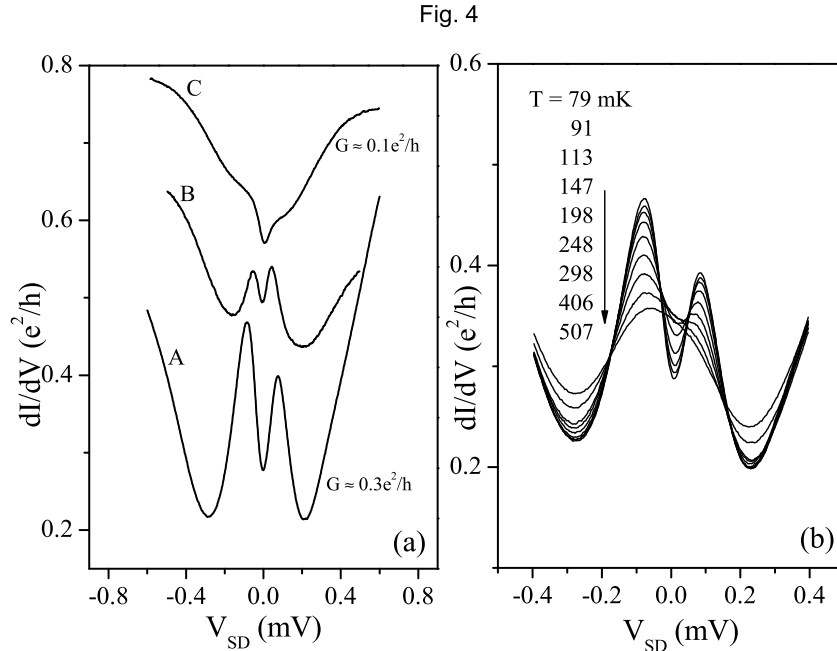 Fig. 4
0.8
0.6
0.4
0.2
dI/dV (e²/h)
C
G ≈ 0.1e²/h
B
A
G ≈ 0.3e²/h
(a)
-0.8 -0.4 0.0 0.4 0.8
V_SD (mV)
0.6
0.4
0.2
dI/dV (e²/h)
T = 79 mK
91
113
147
198
248
298
406
507
(b)
-0.4 -0.2 0.0 0.2 0.4
V_SD (mV)